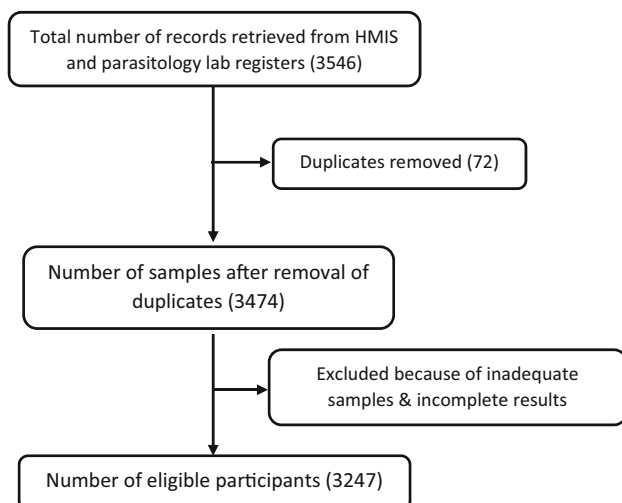 Total number of records retrieved from HMIS
and parasitology lab registers (3546)
Duplicates removed (72)
Number of samples after removal of
duplicates (3474)
Excluded because of inadequate
samples & incomplete results
Number of eligible participants (3247)